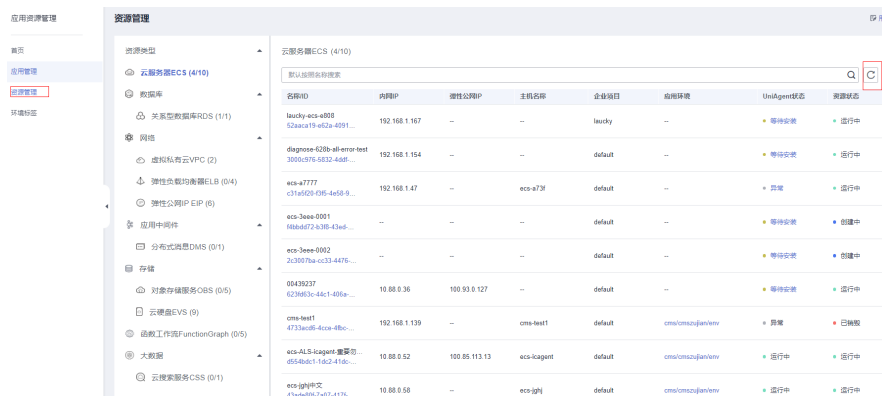 应用资源管理
首页
应用管理
资源管理
环境标签
资源管理
资源类型
云服务器ECS (4/10)
数据库
关系型数据库RDS (1/1)
网络
虚拟私有云VPC (2)
弹性负载均衡器ELB (0/4)
弹性公网IP EIP (6)
应用中间件
分布式消息DMS (0/1)
存储
对象存储服务OBS (0/5)
云硬盘EVS (9)
函数工作流FunctionGraph (0/5)
大数据
云搜索服务CSS (0/1)
云服务器ECS (4/10)
默认按照名称搜索
名称/ID 内网IP 弹性公网IP 主机名称 企业项目 应用环境 UniAgent状态 资源状态
laucky-ecs-e808
52aaca19-e62a-4091... 192.168.1.167 -- -- laucky -- 等待安装 运行中
diagnose-628b-all-error-test
3000c976-5832-4ddf-... 192.168.1.154 -- -- default -- 等待安装 运行中
ecs-a7777
c31a5f20-f3f5-4e58-9... 192.168.1.47 -- ecs-a73f default -- 异常 运行中
ecs-3eee-0001
f4bbdd72-b3f8-43ed-... -- -- -- default -- 等待安装 创建中
ecs-3eee-0002
2c3007ba-cc33-4476-... -- -- -- default -- 等待安装 创建中
00439237
623fd63c-44c1-406a-... 10.88.0.36 100.93.0.127 -- default -- 等待安装 运行中
cms-test1
4733acd6-4cce-4fbc-... 192.168.1.139 -- cms-test1 default cms/cmszujian/env 异常 已销毁
ecs-ALS-icagent-重要勿...
d554bdc1-1dc2-41dc-... 10.88.0.52 100.85.113.13 ecs-icagent default cms/cmszujian/env 运行中 运行中
ecs-jghj中文
10.88.0.58 -- ecs-jghj default cms/cmszujian/env 运行中 运行中